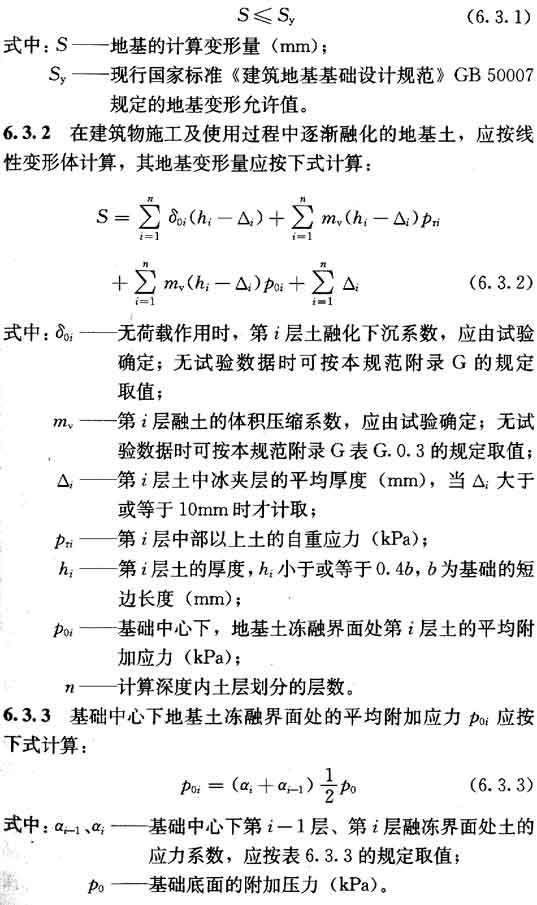 S≤S_y (6.3.1)
式中：S——地基的计算变形量（mm）；
S_y——现行国家标准《建筑地基基础设计规范》GB 50007
规定的地基变形允许值。
6.3.2 在建筑物施工及使用过程中逐渐融化的地基土，应按线
性变形体计算，其地基变形量应按下式计算：
S = \sum_{i=1}^{n} δ_{0i}(h_i − Δ_i) + \sum_{i=1}^{n} m_v(h_i − Δ_i)p_{ri}
+ \sum_{i=1}^{n} m_v(h_i − Δ_i)p_{0i} + \sum_{i=1}^{n} Δ_i (6.3.2)
式中：δ_{0i}——无荷载作用时，第 i 层土融化下沉系数，应由试验
确定；无试验数据时可按本规范附录 G 的规定
取值；
m_v——第 i 层融土的体积压缩系数，应由试验确定；无试
验数据时可按本规范附录 G 表 G.0.3 的规定取值；
Δ_i——第 i 层土中冰夹层的平均厚度（mm），当 Δ_i 大于
或等于 10mm 时才计取；
p_{ri}——第 i 层中部以上土的自重应力（kPa）；
h_i——第 i 层土的厚度，h_i 小于或等于 0.4b，b 为基础的短
边长度（mm）；
p_{0i}——基础中心下，地基土冻融界面处第 i 层土的平均附
加应力（kPa）；
n——计算深度内土层划分的层数。
6.3.3 基础中心下地基土冻融界面处的平均附加应力 p_{0i} 应按
下式计算：
p_{0i} = (α_i + α_{i−1}) \frac{1}{2} p_0 (6.3.3)
式中：α_{i−1}、α_i——基础中心下第 i−1 层、第 i 层融冻界面处土的
应力系数，应按表 6.3.3 的规定取值；
p_0——基础底面的附加压力（kPa）。